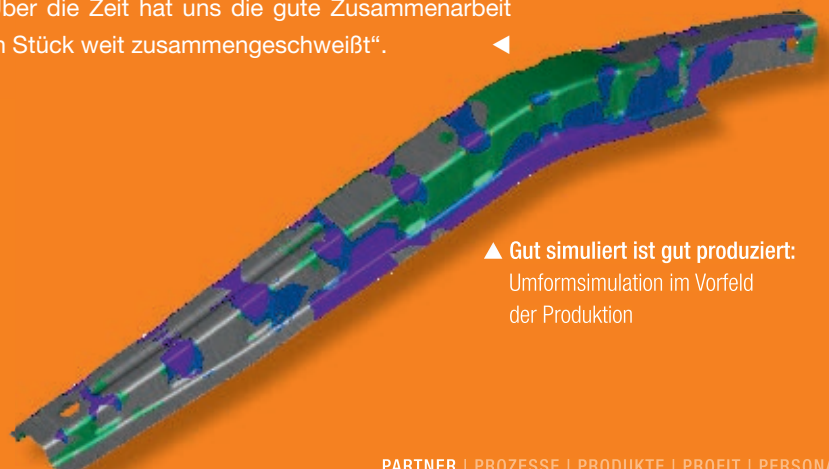 Über die Zeit hat uns die gute Zusammenarbeit
n Stück weit zusammengeschweißt“. ◄
▲ Gut simuliert ist gut produziert:
Umformsimulation im Vorfeld
der Produktion
PARTNER | PROZESSE | PRODUKTE | PROFIT | PERSON